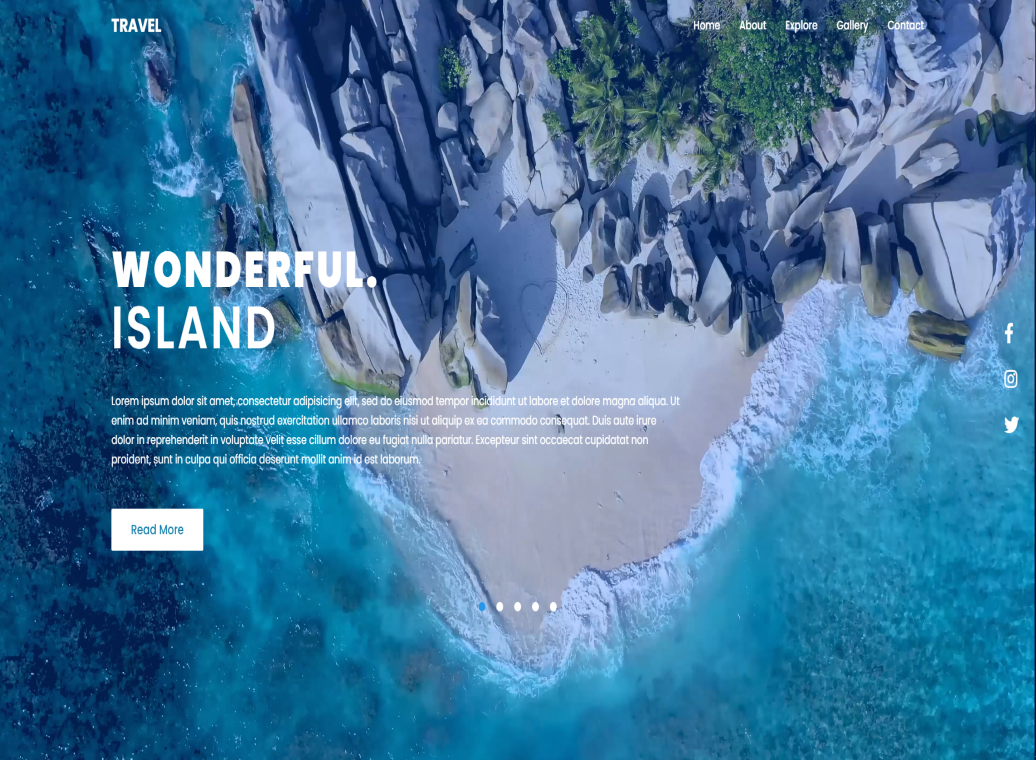 TRAVEL
Home About Explore Gallery Contact
WONDERFUL.
ISLAND
Lorem ipsum dolor sit amet, consectetur adipisicing elit, sed do eiusmod tempor incididunt ut labore et dolore magna aliqua. Ut
enim ad minim veniam, quis nostrud exercitation ullamco laboris nisi ut aliquip ex ea commodo consequat. Duis aute irure
dolor in reprehenderit in voluptate velit esse cillum dolore eu fugiat nulla pariatur. Excepteur sint occaecat cupidatat non
proident, sunt in culpa qui officia deserunt mollit anim id est laborum.
Read More